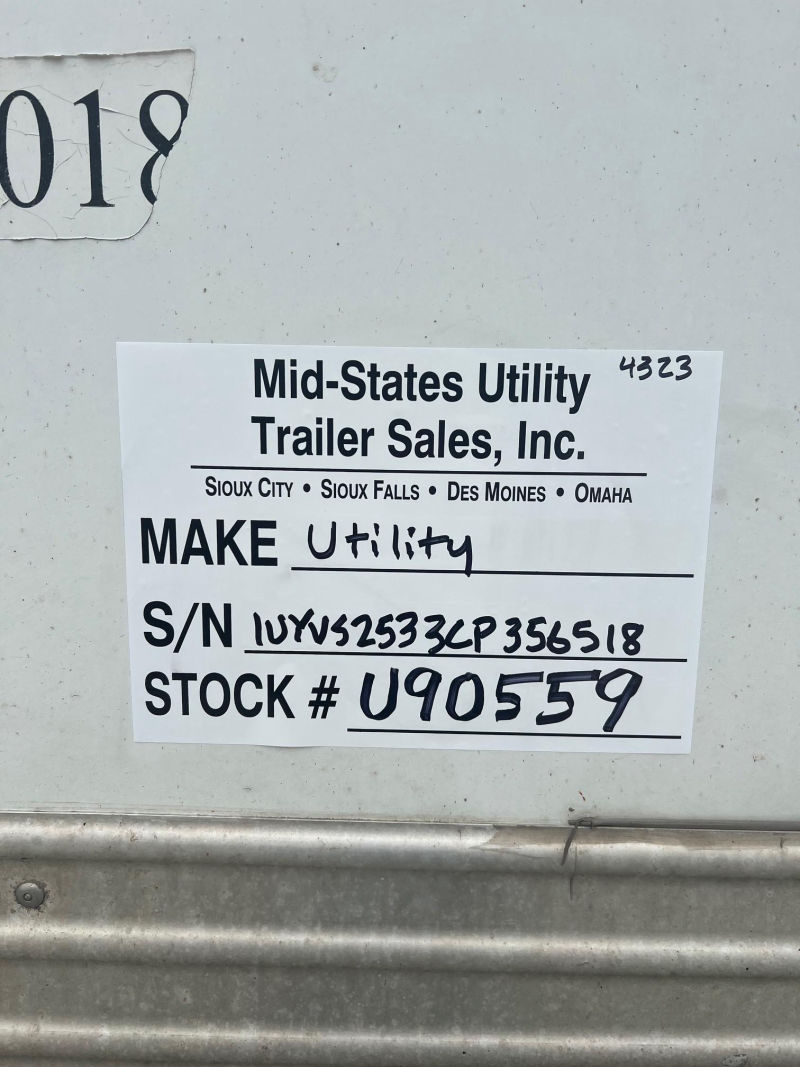 018
4323
Mid-States Utility
Trailer Sales, Inc.
Sioux City • Sioux Falls • Des Moines • Omaha
MAKE Utility
S/N 1UYVS2533CP356518
STOCK # U90559